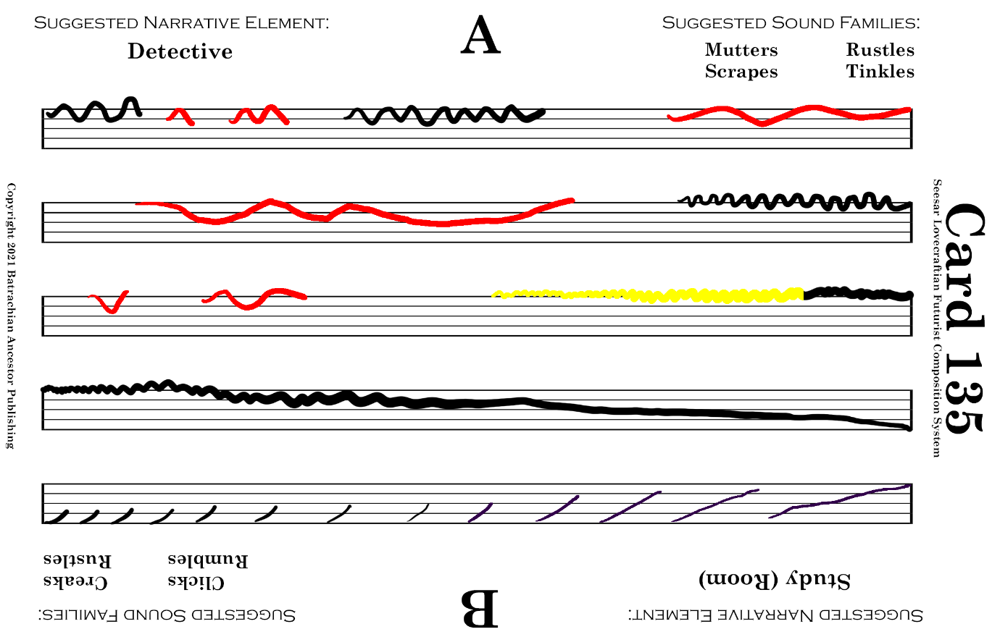 Suggested Narrative Element:
Detective
A
Suggested Sound Families:
Mutters Rustles
Scrapes Tinkles
Copyright 2021 Batrachian Ancestor Publishing
Card 135
Seesar Lovecraftian Futurist Composition System
B
Suggested Narrative Element:
Study (Room)
Suggested Sound Families:
Clicks Creaks
Rumbles Rustles